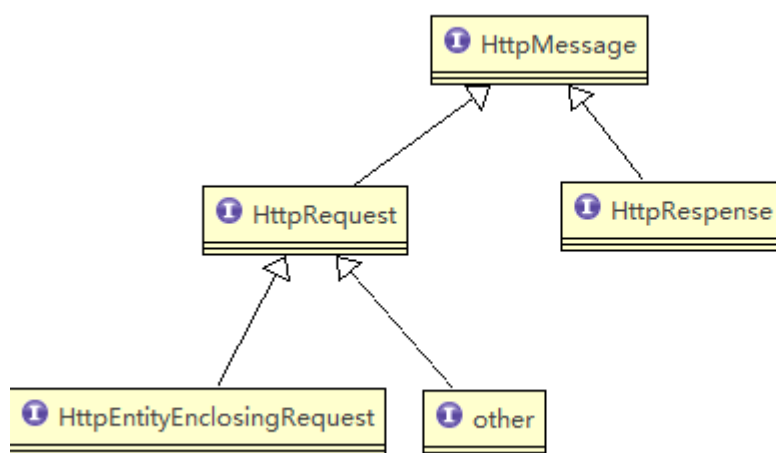 I HttpMessage
I HttpRequest
I HttpRespense
I HttpEntityEnclosingRequest
I other